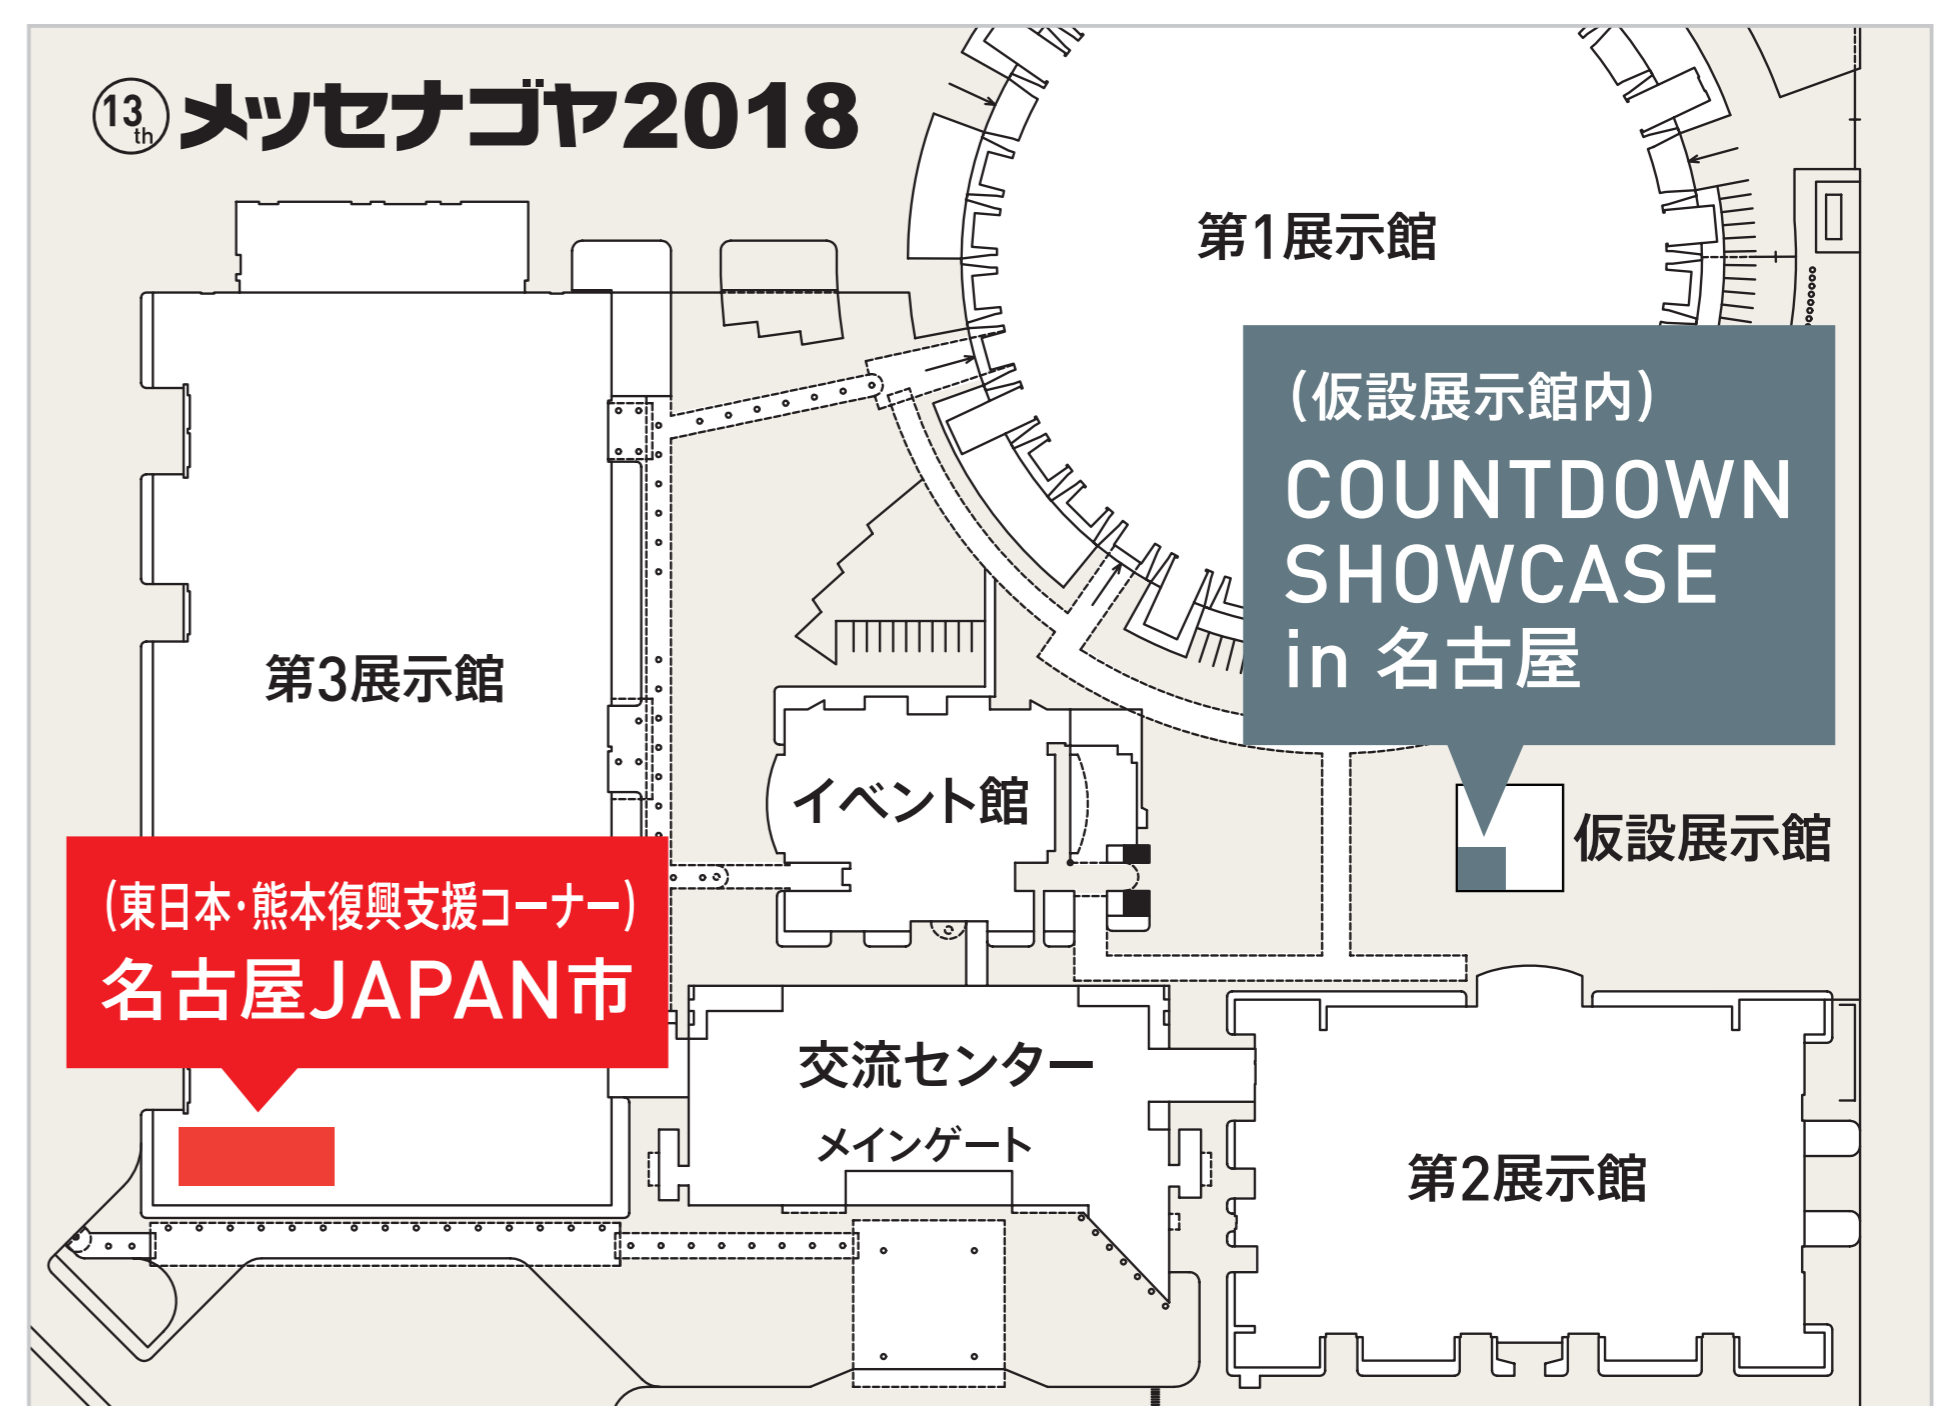 13th メッセナゴヤ2018
第1展示館
(仮設展示館内)
COUNTDOWN
SHOWCASE
in 名古屋
第3展示館
イベント館
仮設展示館
(東日本・熊本復興支援コーナー)
名古屋JAPAN市
交流センター
メインゲート
第2展示館